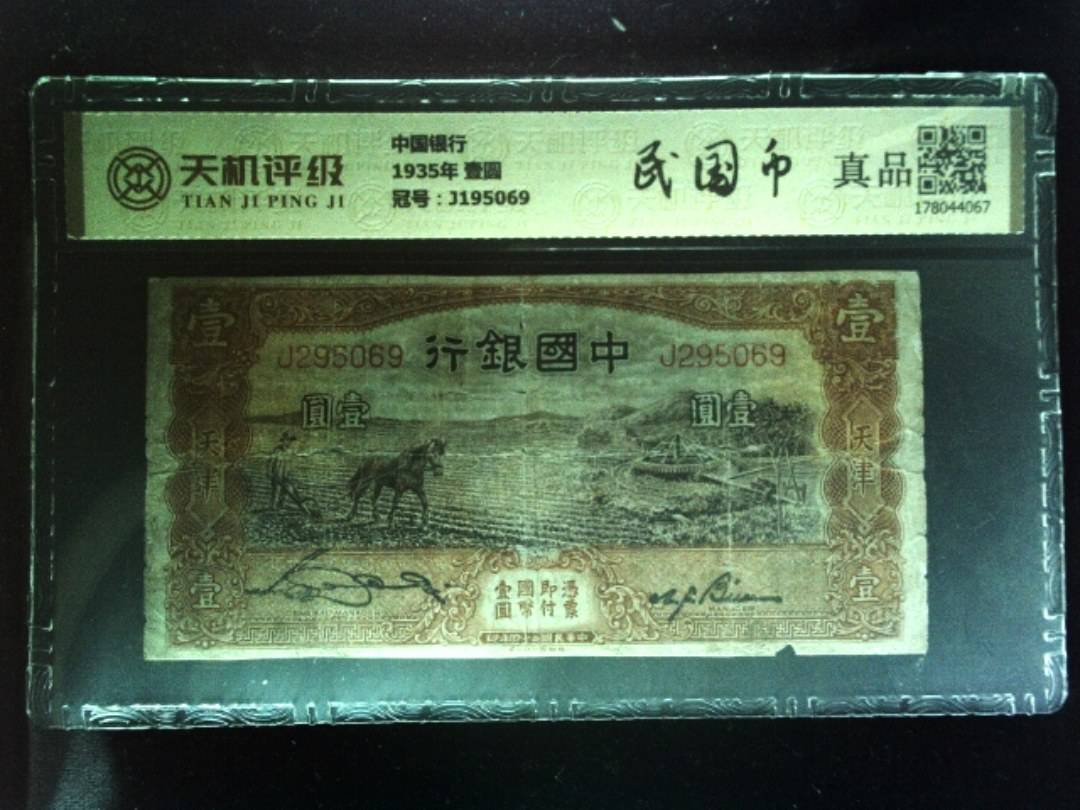 天机评级
TIAN JI PING JI
中国银行
1935年 壹圆
冠号：J195069
民国币
真品
178044067
壹
壹
J295069
行銀國中
J295069
圓壹
圓壹
天津
天津
憑票
即付
國幣
壹圓
壹
壹